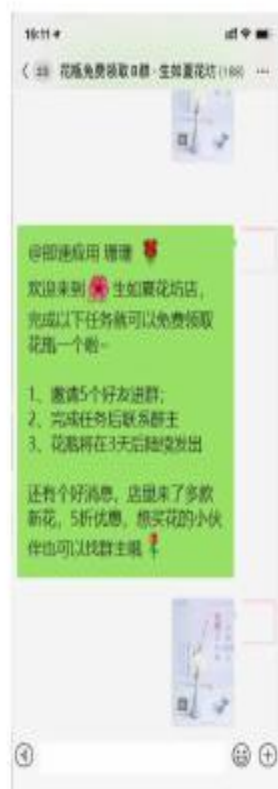 19:11
花瓶免费领取8群·生如夏花坊(168)
@即速应用 珊珊
欢迎来到 生如夏花坊店,
完成以下任务就可以免费领取
花瓶一个啦~
1、邀请5个好友进群;
2、完成任务后联系群主
3、花瓶将在3天后陆续发出
还有个好消息,店里来了多款
新花,5折优惠,想买花的小伙
伴也可以找群主哦